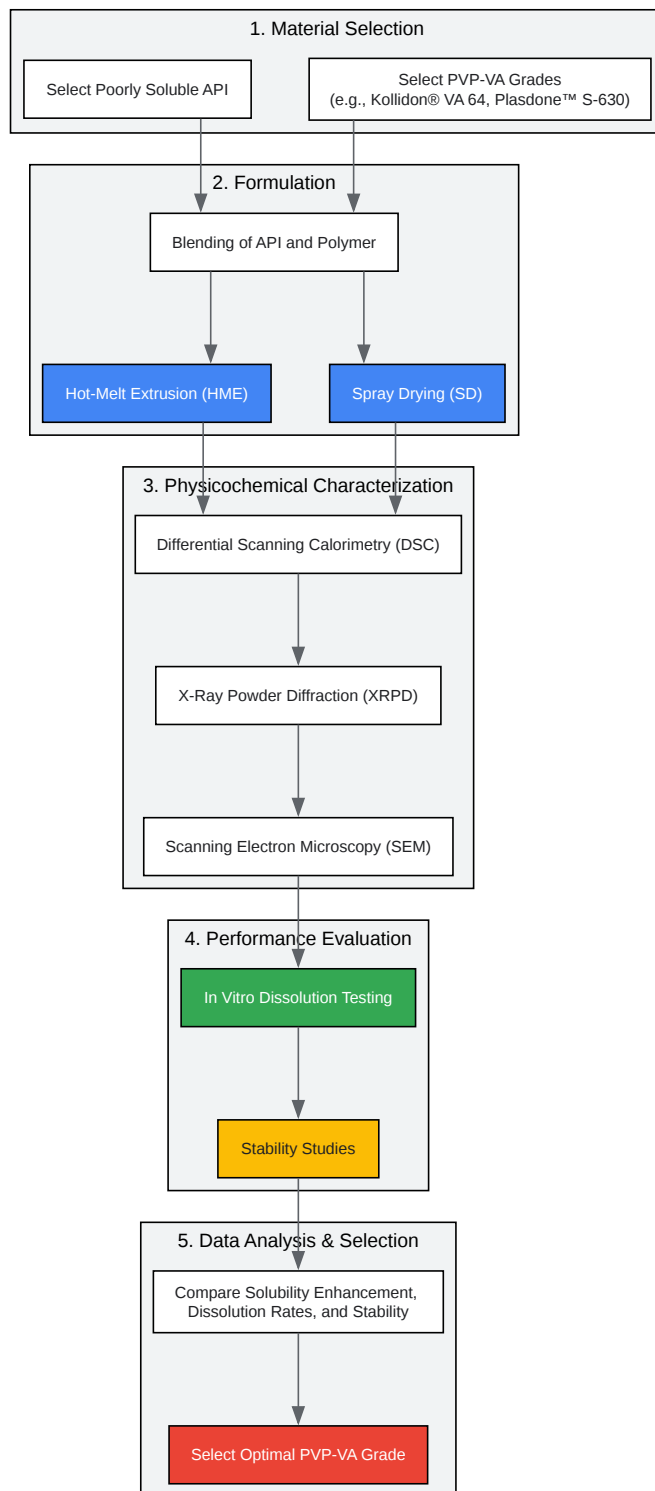 1. Material Selection
Select Poorly Soluble API
Select PVP-VA Grades
(e.g., Kollidon® VA 64, Plasdone™ S-630)
2. Formulation
Blending of API and Polymer
Hot-Melt Extrusion (HME)
Spray Drying (SD)
3. Physicochemical Characterization
Differential Scanning Calorimetry (DSC)
X-Ray Powder Diffraction (XRPD)
Scanning Electron Microscopy (SEM)
4. Performance Evaluation
In Vitro Dissolution Testing
Stability Studies
5. Data Analysis & Selection
Compare Solubility Enhancement,
Dissolution Rates, and Stability
Select Optimal PVP-VA Grade